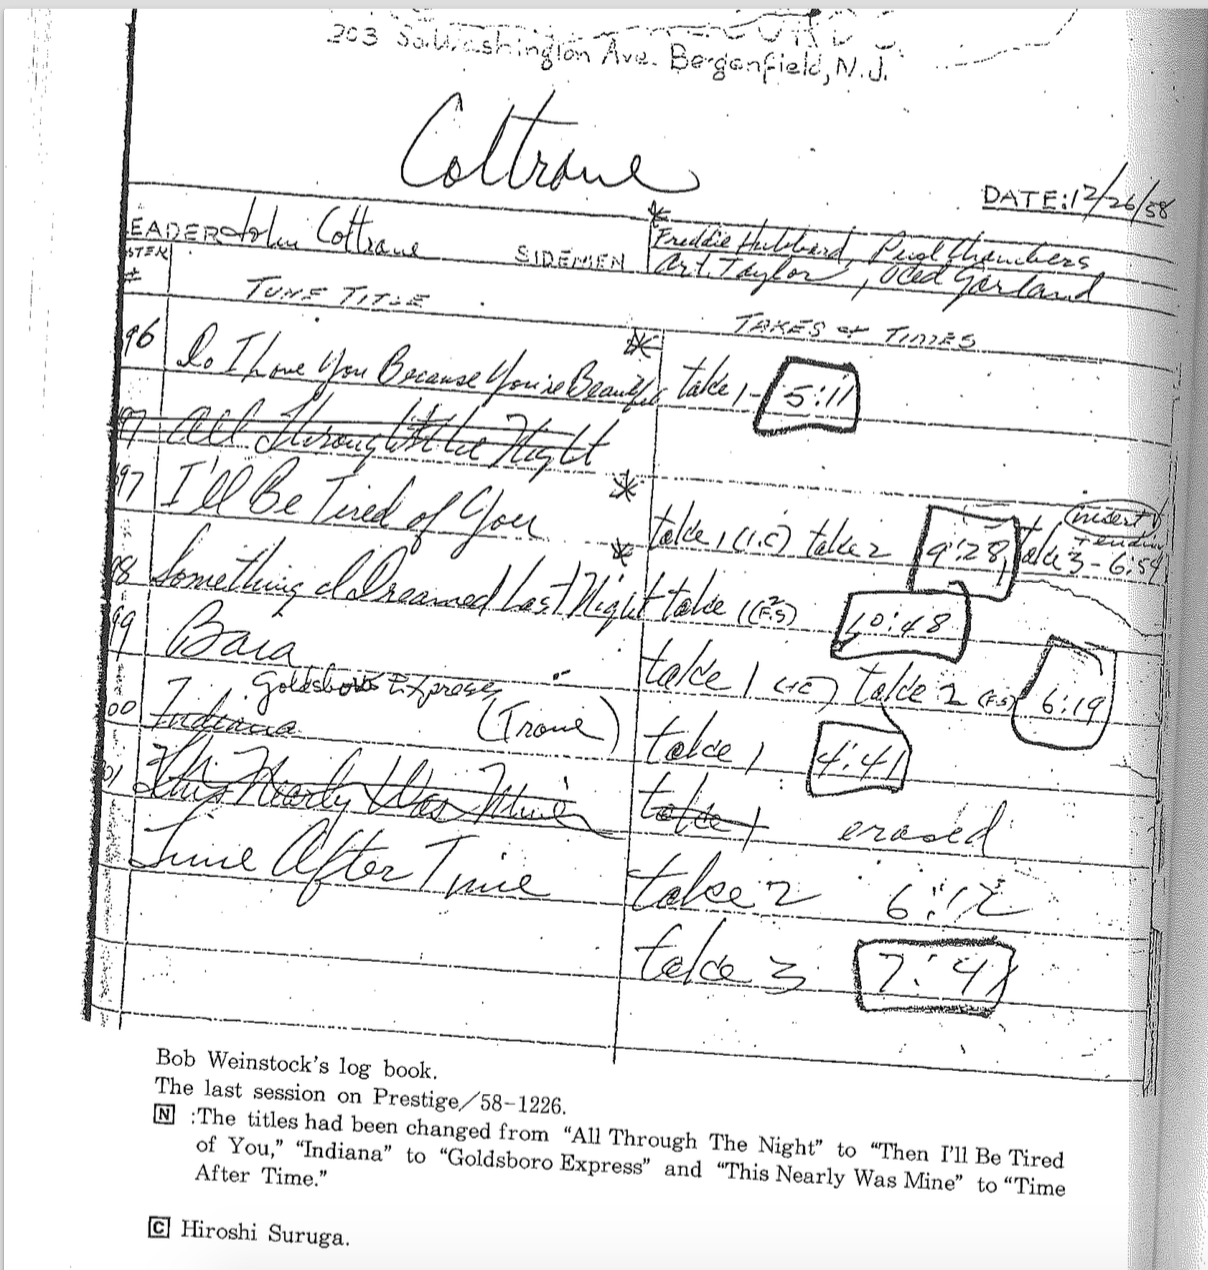 203 So. Washington Ave. Bergenfield, N.J.
Coltrane
DATE: 12/26/58
EADER John Coltrane SIDEMEN * Freddie Hubbard, Paul Chambers
Art Taylor, Red Garland
STER
#
TUNE TITLE
TAKES & TIMES
96 Do I Love You Because You're Beautiful * take 1 - 5:11
97 All Through the Night
97 I'll Be Tired of You * take 1 (I.C) take 2 9:28, take 3 - 6:54
insert
98 Something I Dreamed Last Night * take 1 (F.S) 10:48
99 Baia take 1 take 2 (F.S) 6:19
Goldsboro Express
00 Indiana (Trane) take 1 4:41
01 This Nearly Was Mine take 1 erased
Time After Time take 2 6:12
take 3 7:41
Bob Weinstock's log book.
The last session on Prestige/58-1226.
N :The titles had been changed from "All Through The Night" to "Then I'll Be Tired
of You," "Indiana" to "Goldsboro Express" and "This Nearly Was Mine" to "Time
After Time."
C Hiroshi Suruga.